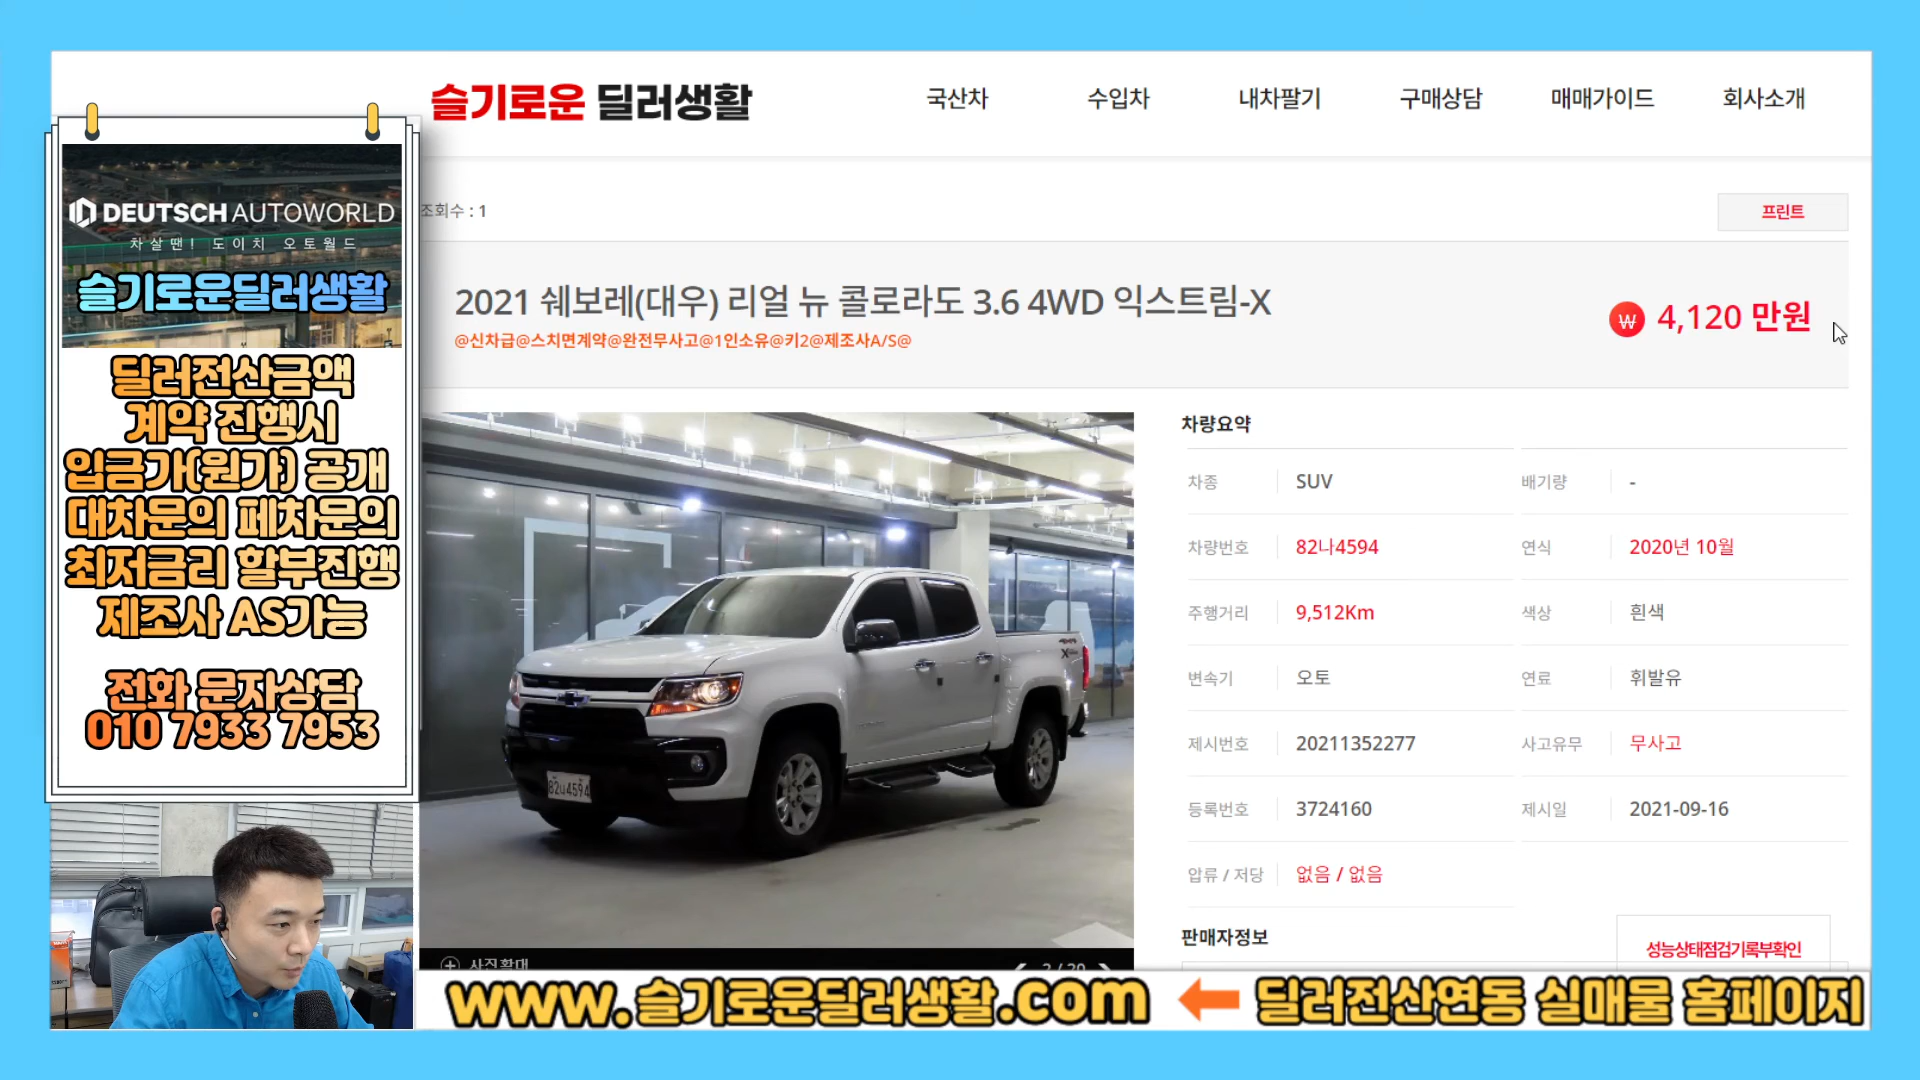 슬기로운 딜러생활
국산차
수입차
내차팔기
구매상담
매매가이드
회사소개
DEUTSCH AUTOWORLD
차살땐! 도이치 오토월드
슬기로운딜러생활
딜러전산금액
계약 진행시
입금가(원가) 공개
대차문의 폐차문의
최저금리 할부진행
제조사 AS가능
전화 문자상담
010 7933 7953
조회수 : 1
프린트
2021 쉐보레(대우) 리얼 뉴 콜로라도 3.6 4WD 익스트림-X
₩ 4,120 만원
@신차급@스치면계약@완전무사고@1인소유@키2@제조사A/S@
82나4594
차량요약
차종 SUV 배기량 -
차량번호 82나4594 연식 2020년 10월
주행거리 9,512Km 색상 흰색
변속기 오토 연료 휘발유
제시번호 20211352277 사고유무 무사고
등록번호 3724160 제시일 2021-09-16
압류 / 저당 없음 / 없음
판매자정보
성능상태점검기록부확인
사진확대
2 / 20
www.슬기로운딜러생활.com 딜러전산연동 실매물 홈페이지